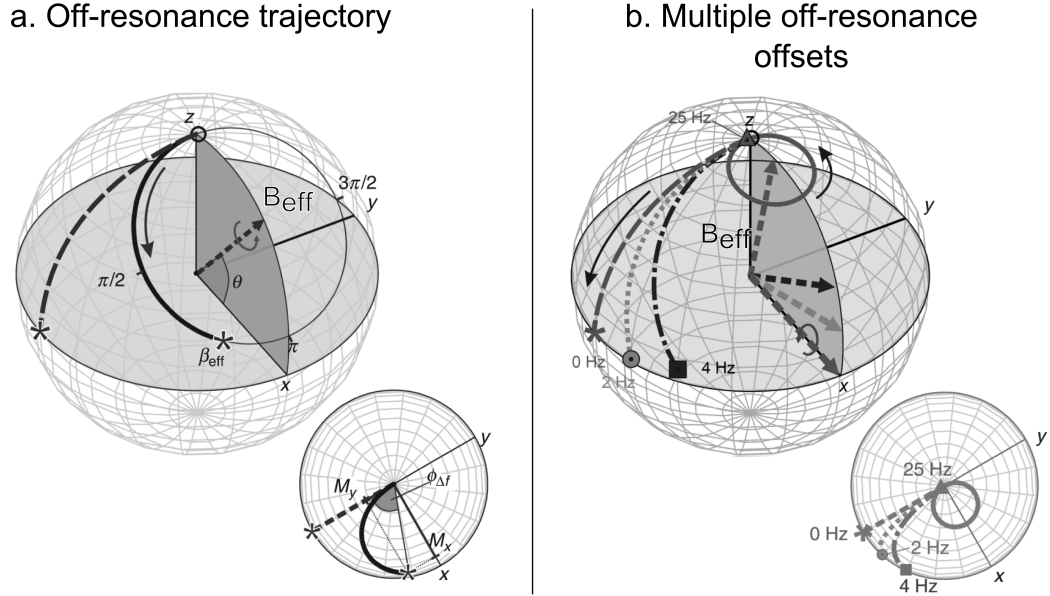 a. Off-resonance trajectory
z
3π/2
y
B_eff
π/2
θ
β_eff
π
x
y
M_y
ϕ_Δf
M_x
x
b. Multiple off-resonance
offsets
25 Hz
z
y
B_eff
0 Hz
2 Hz
4 Hz
x
y
25 Hz
0 Hz
2 Hz
4 Hz
x